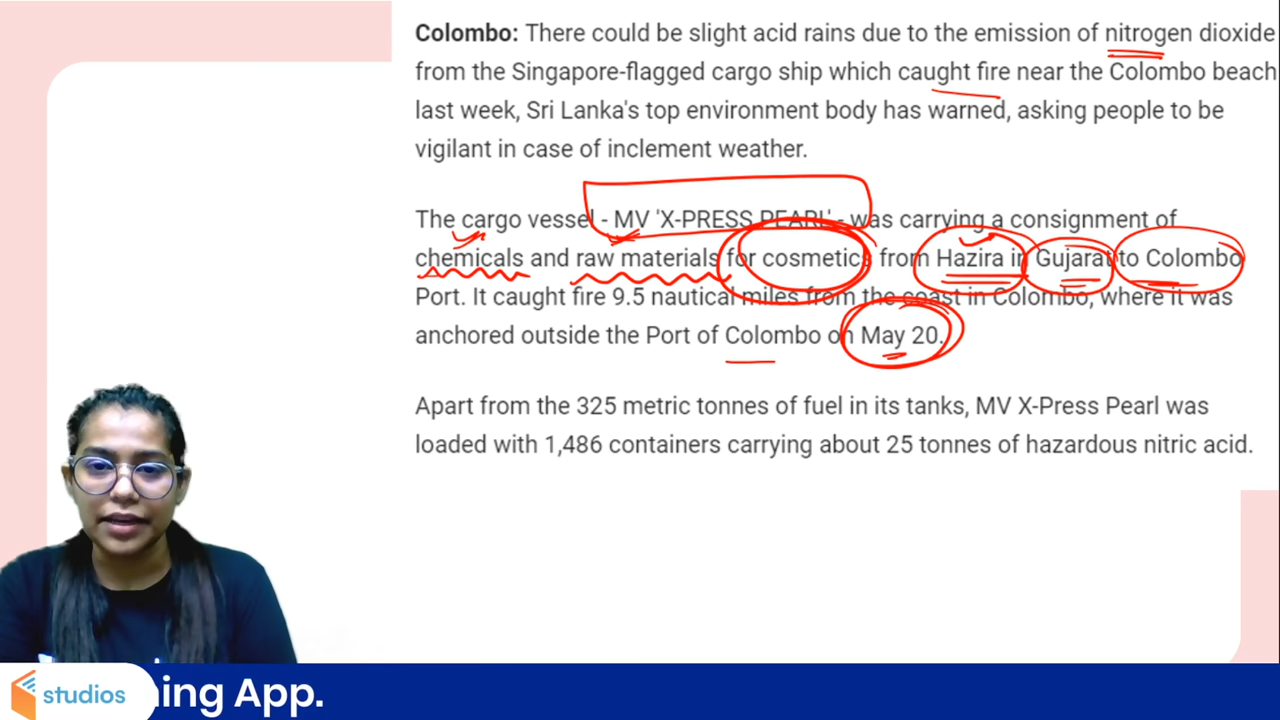 Colombo: There could be slight acid rains due to the emission of nitrogen dioxide
from the Singapore-flagged cargo ship which caught fire near the Colombo beach
last week, Sri Lanka's top environment body has warned, asking people to be
vigilant in case of inclement weather.
The cargo vessel - MV 'X-PRESS PEARL' - was carrying a consignment of
chemicals and raw materials for cosmetics from Hazira in Gujarat to Colombo
Port. It caught fire 9.5 nautical miles from the coast in Colombo, where it was
anchored outside the Port of Colombo on May 20.
Apart from the 325 metric tonnes of fuel in its tanks, MV X-Press Pearl was
loaded with 1,486 containers carrying about 25 tonnes of hazardous nitric acid.
studios
ing App.